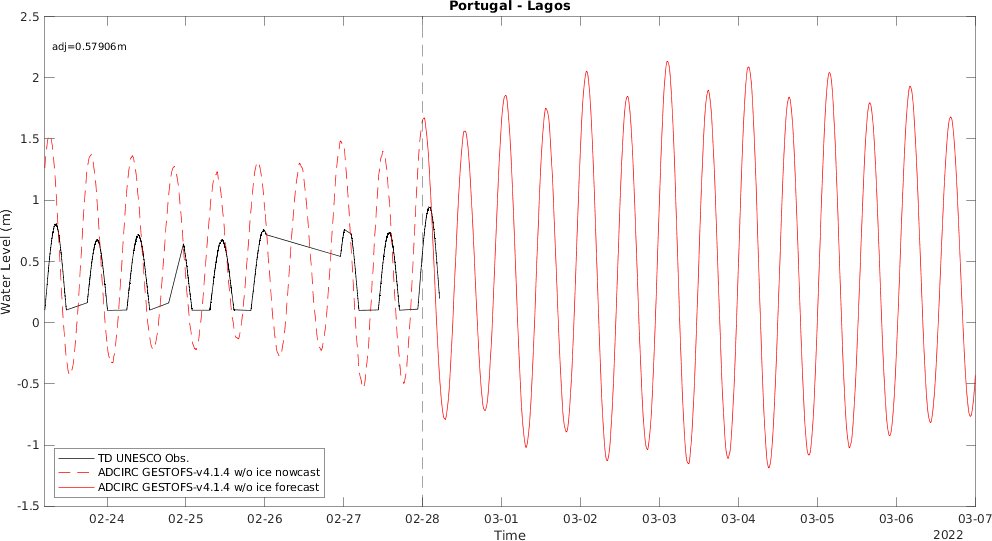 Portugal - Lagos
adj=0.57906m
Water Level (m)
2.5
2
1.5
1
0.5
0
-0.5
-1
-1.5
TD UNESCO Obs.
ADCIRC GESTOFS-v4.1.4 w/o ice nowcast
ADCIRC GESTOFS-v4.1.4 w/o ice forecast
02-24 02-25 02-26 02-27 02-28 03-01 03-02 03-03 03-04 03-05 03-06 03-07
Time
2022